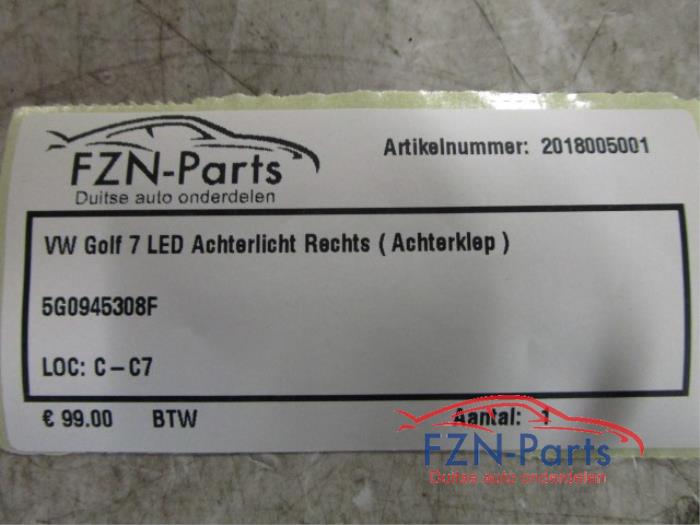 FZN-Parts
Duitse auto onderdelen
Artikelnummer: 2018005001
VW Golf 7 LED Achterlicht Rechts ( Achterklep )
5G0945308F
LOC: C - C7
€ 99.00 BTW Aantal: 1
FZN-Parts
Duitse auto onderdelen